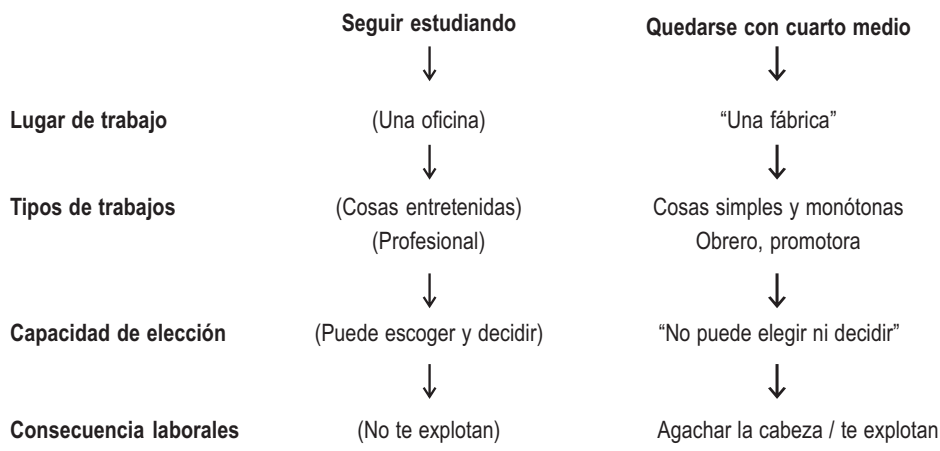 Seguir estudiando Quedarse con cuarto medio
Lugar de trabajo (Una oficina) “Una fábrica”
Tipos de trabajos (Cosas entretenidas) Cosas simples y monótonas
(Profesional) Obrero, promotora
Capacidad de elección (Puede escoger y decidir) “No puede elegir ni decidir”
Consecuencia laborales (No te explotan) Agachar la cabeza / te explotan